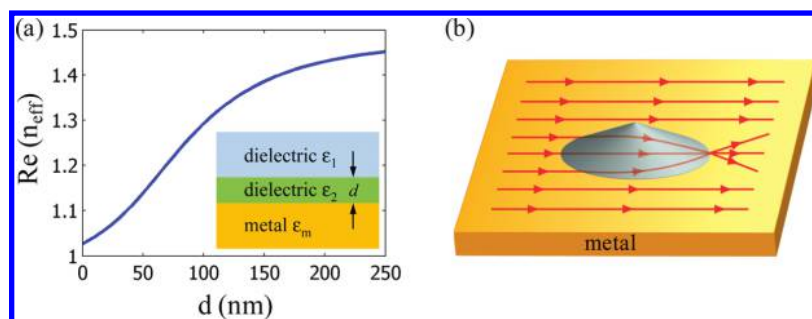 (a)
1.5
1.4
1.3
1.2
1.1
1
Re (n_eff)
dielectric ε₁
dielectric ε₂ d
metal εₘ
0 50 100 150 200 250
d (nm)
(b)
metal